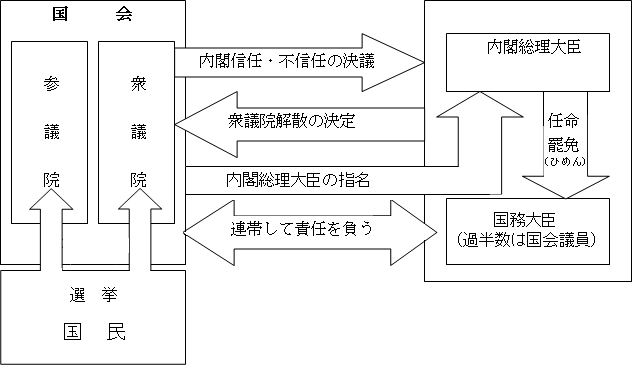 国　会
参議院
衆議院
内閣信任・不信任の決議
衆議院解散の決定
内閣総理大臣の指名
連帯して責任を負う
内閣総理大臣
任命
罷免
（ひめん）
国務大臣
（過半数は国会議員）
選　挙
国　民